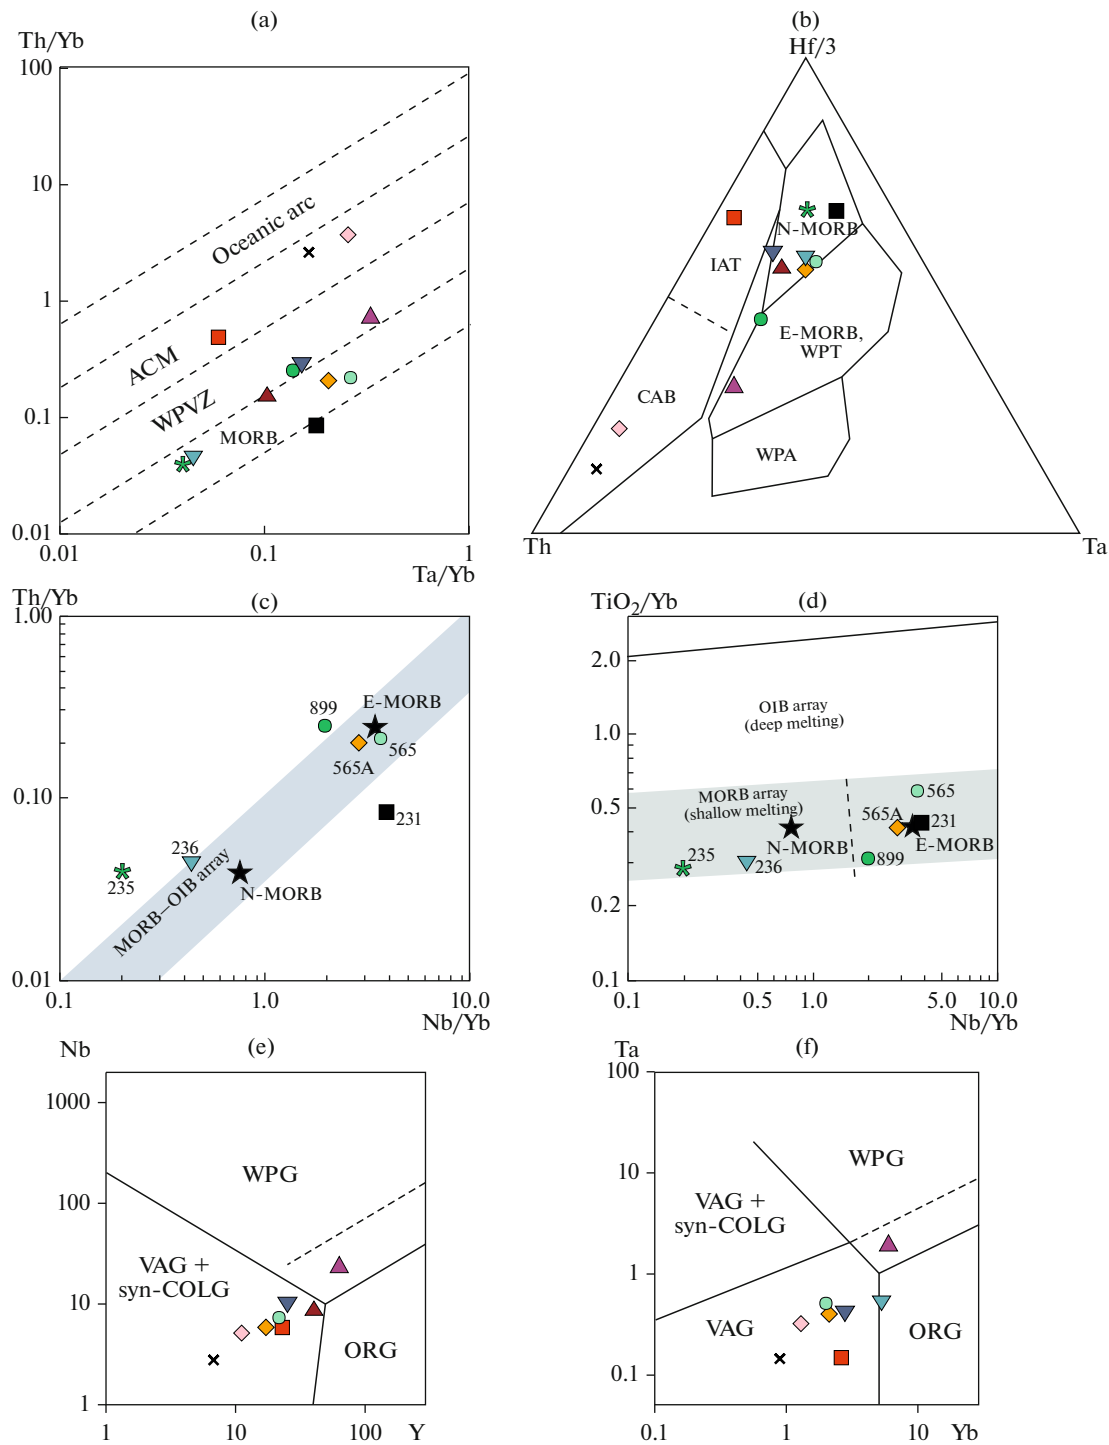 (a)
Th/Yb
100
10
1
0.1
0.01
Oceanic arc
ACM
WPVZ
MORB
0.01
0.1
1
Ta/Yb
(b)
Hf/3
N-MORB
IAT
E-MORB,
WPT
CAB
WPA
Th
Ta
(c)
Th/Yb
1.00
0.10
0.01
E-MORB
899
565
565A
231
236
235
N-MORB
MORB–OIB array
0.1
1.0
10.0
Nb/Yb
(d)
TiO2/Yb
2.0
1.0
0.5
0.2
0.1
OIB array
(deep melting)
MORB array
(shallow melting)
565
565A
231
E-MORB
N-MORB
235
236
899
0.1
0.5
1.0
5.0
10.0
Nb/Yb
(e)
Nb
1000
100
10
1
WPG
VAG +
syn-COLG
ORG
1
10
100
Y
(f)
Ta
100
10
1
0.1
WPG
VAG +
syn-COLG
VAG
ORG
0.1
1
10
Yb